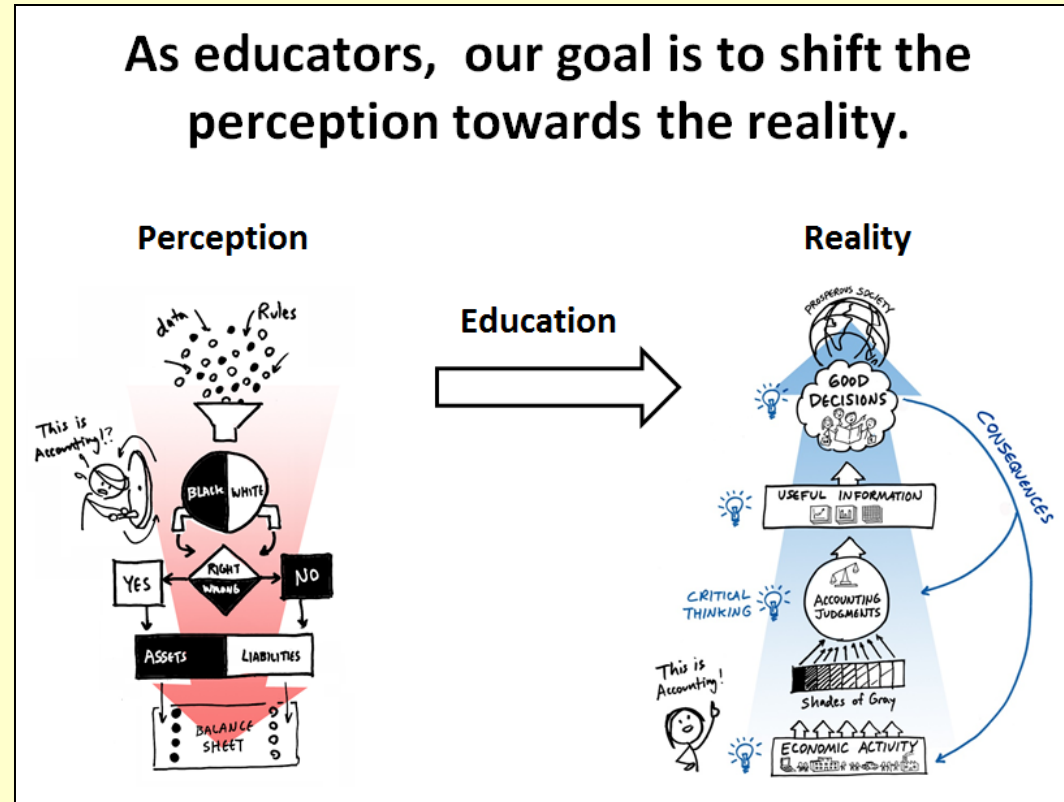 As educators,  our goal is to shift the
perception towards the reality.
Perception
data
Rules
This is
Accounting!?
BLACK WHITE
YES
RIGHT
WRONG
NO
ASSETS
LIABILITIES
BALANCE
SHEET
Education
Reality
PROSPEROUS SOCIETY
GOOD
DECISIONS
CONSEQUENCES
USEFUL INFORMATION
CRITICAL
THINKING
ACCOUNTING
JUDGMENTS
Shades of Gray
This is
Accounting!
ECONOMIC ACTIVITY